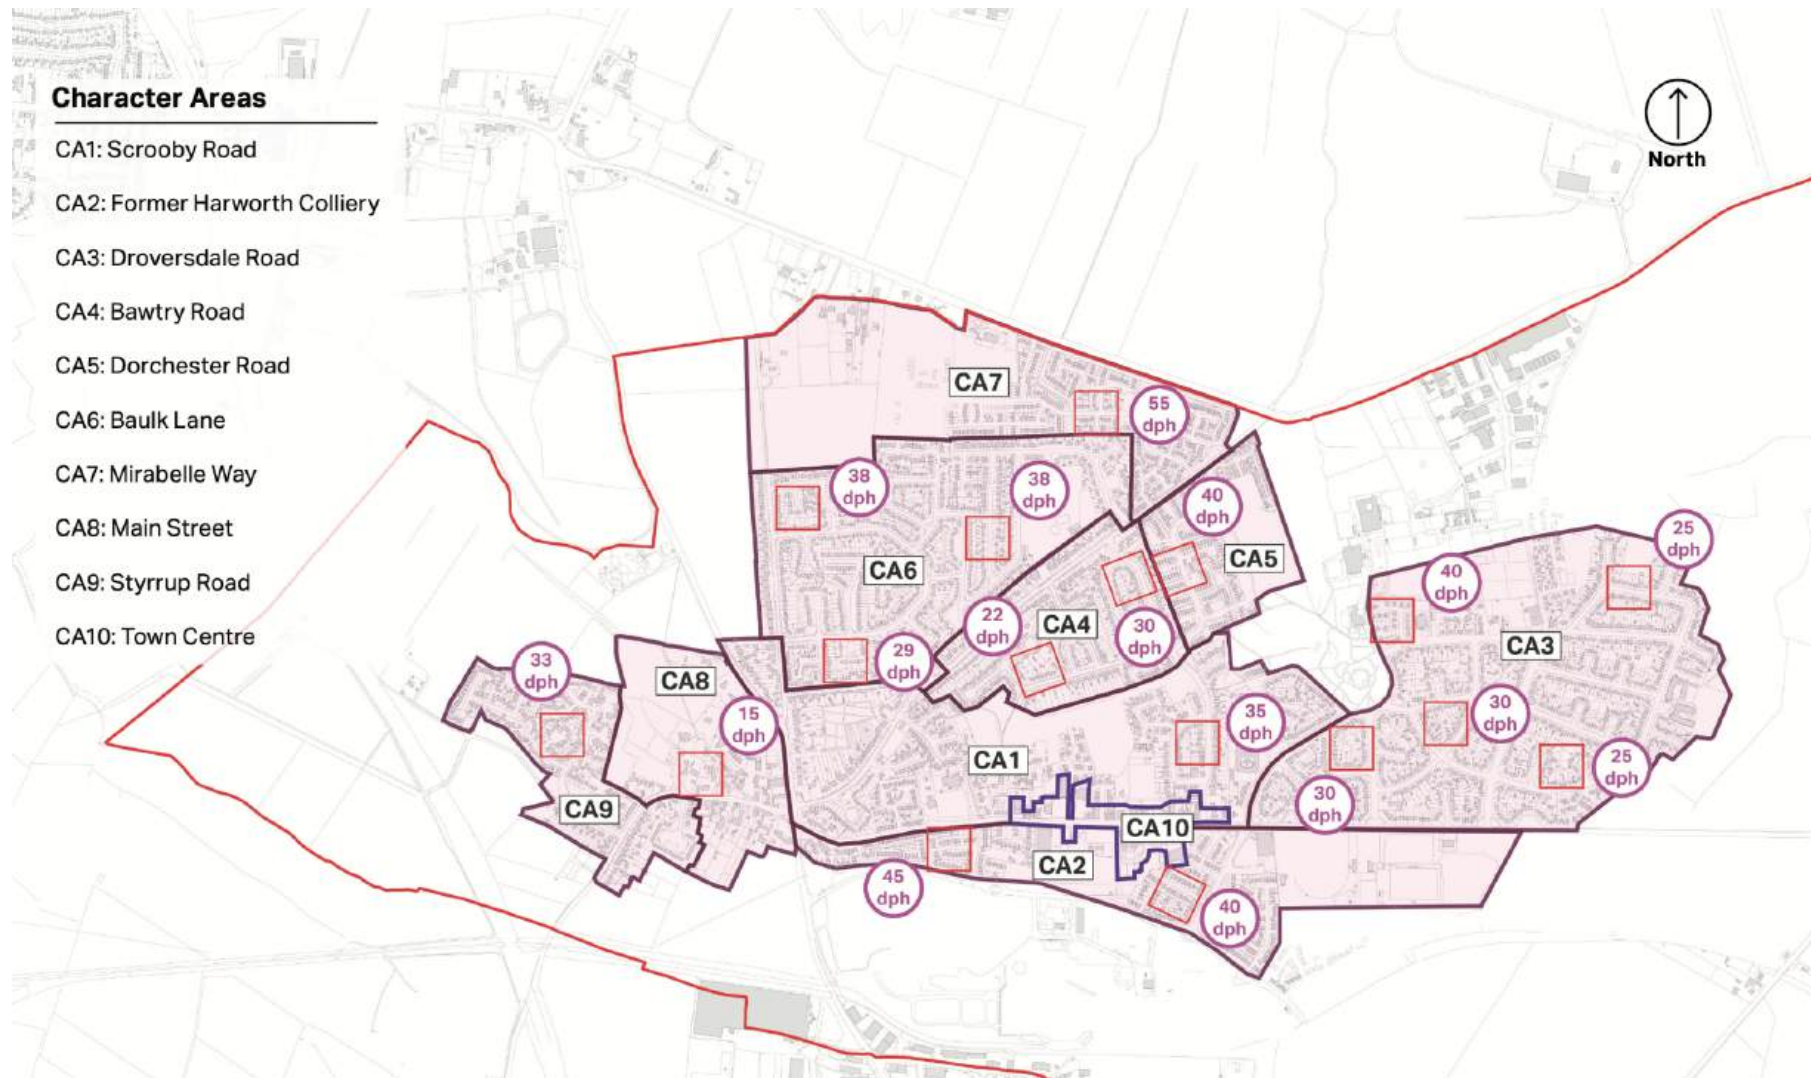 Character Areas
CA1: Scrooby Road
CA2: Former Harworth Colliery
CA3: Droversdale Road
CA4: Bawtry Road
CA5: Dorchester Road
CA6: Baulk Lane
CA7: Mirabelle Way
CA8: Main Street
CA9: Styrrup Road
CA10: Town Centre
North
CA7
55
dph
38
dph
38
dph
40
dph
25
dph
CA5
CA6
40
dph
22
dph
CA4
30
dph
CA3
33
dph
29
dph
CA8
15
dph
35
dph
30
dph
CA1
25
dph
CA9
30
dph
CA10
CA2
45
dph
40
dph